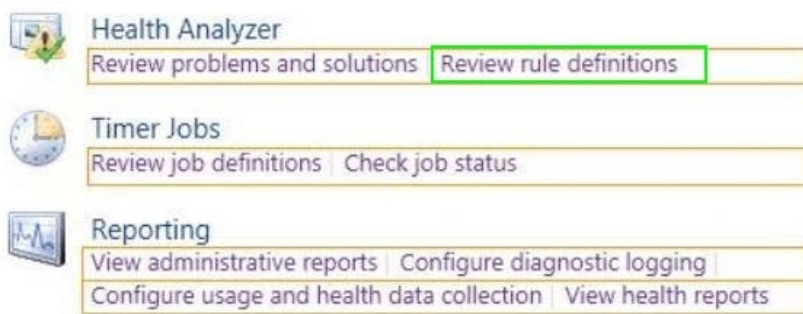 Health Analyzer
Review problems and solutions | Review rule definitions
Timer Jobs
Review job definitions | Check job status
Reporting
View administrative reports | Configure diagnostic logging |
Configure usage and health data collection | View health reports